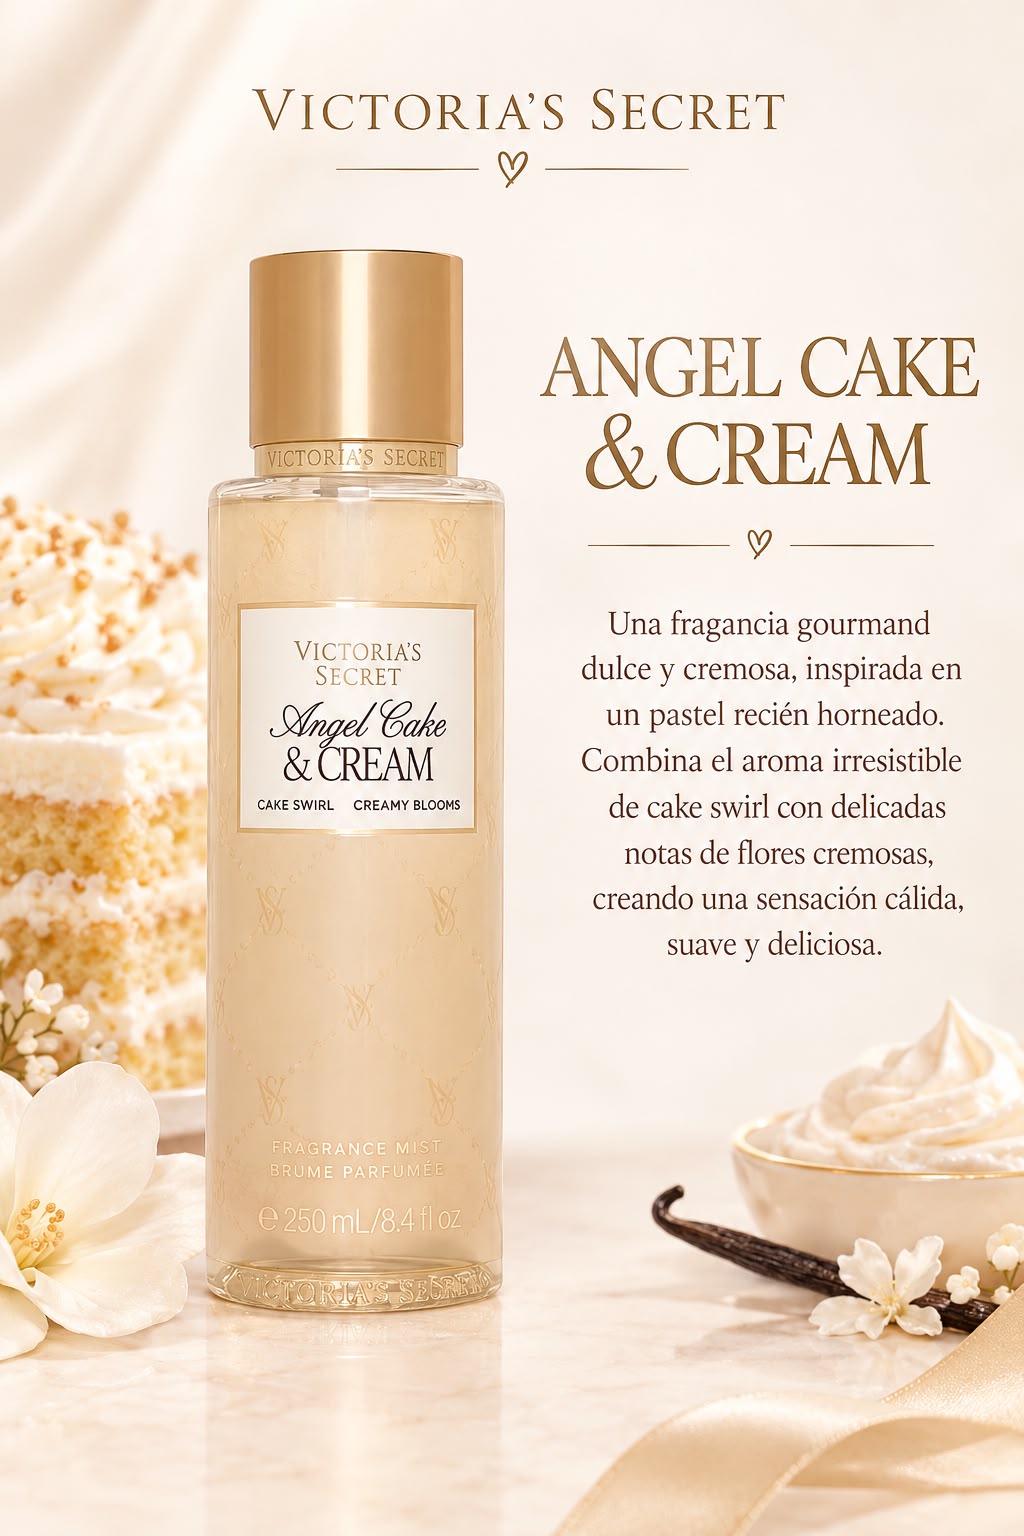 VICTORIA'S SECRET
ANGEL CAKE
& CREAM
Una fragancia gourmand
dulce y cremosa, inspirada en
un pastel recién horneado.
Combina el aroma irresistible
de cake swirl con delicadas
notas de flores cremosas,
creando una sensación cálida,
suave y deliciosa.
VICTORIA'S SECRET
VICTORIA'S
SECRET
Angel Cake
& CREAM
CAKE SWIRL CREAMY BLOOMS
FRAGRANCE MIST
BRUME PARFUMÉE
℮ 250 mL/8.4 fl oz
VICTORIA'S SECRET